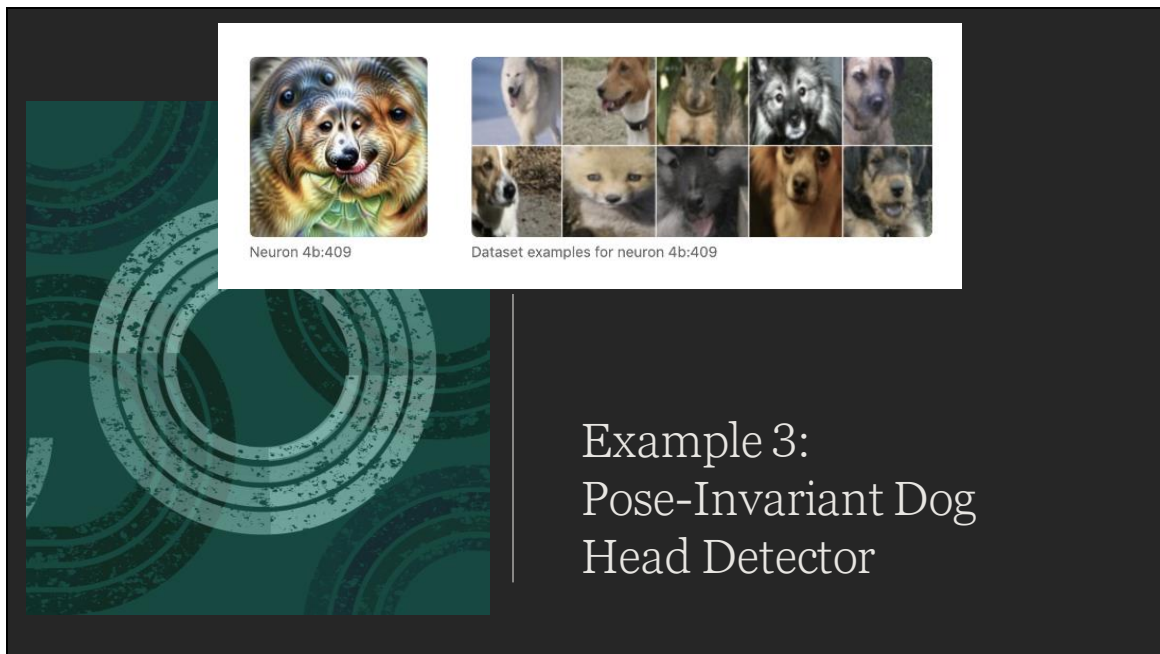 Neuron 4b:409
Dataset examples for neuron 4b:409
Example 3:
Pose-Invariant Dog
Head Detector